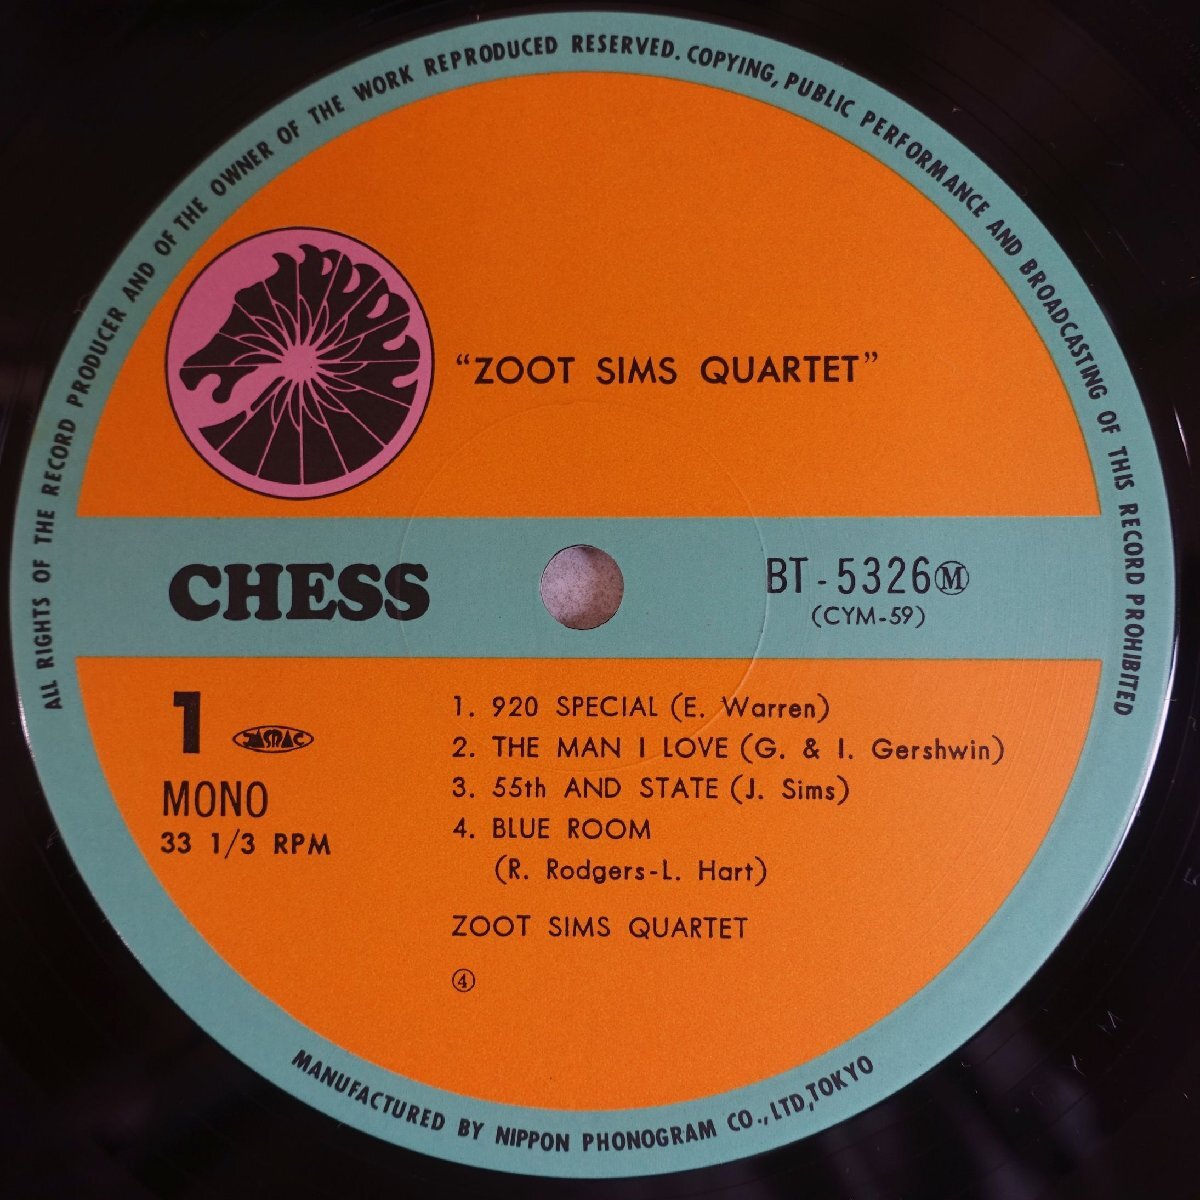 ALL RIGHTS OF THE RECORD PRODUCER AND OF THE OWNER OF THE WORK REPRODUCED RESERVED. COPYING, PUBLIC PERFORMANCE AND BROADCASTING OF THIS RECORD PROHIBITED
“ZOOT SIMS QUARTET”
CHESS
BT-5326Ⓜ
(CYM-59)
1
JASRAC
MONO
33 1/3 RPM
1. 920 SPECIAL (E. Warren)
2. THE MAN I LOVE (G. & I. Gershwin)
3. 55th AND STATE (J. Sims)
4. BLUE ROOM
(R. Rodgers-L. Hart)
ZOOT SIMS QUARTET
④
MANUFACTURED BY NIPPON PHONOGRAM CO.,LTD,TOKYO